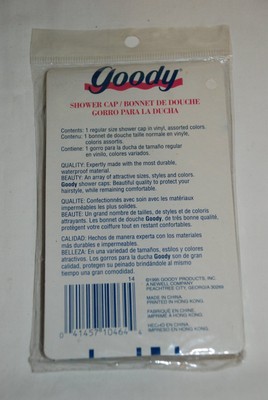 goody
SHOWER CAP / BONNET DE DOUCHE
GORRO PARA LA DUCHA
Contents: 1 regular size shower cap in vinyl, assorted colors.
Contenu: 1 bonnet de douche taille normale en vinyle,
coloris assortis.
Contiene: 1 gorro para la ducha de tamaño regular
en vinilo, colores variados.
QUALITY: Expertly made with the most durable,
waterproof material.
BEAUTY: An array of attractive sizes, styles and colors.
Goody shower caps: Beautiful quality to protect your
hairstyle, while remaining comfortable.
QUALITE: Confectionnés avec soin avec les matériaux
imperméables les plus solides.
BEAUTE: Un grand nombre de tailles, de styles et de coloris
attrayants. Les bonnet de douche Goody, de très bonne qualité,
protègent votre coiffure tout en restant confortables.
CALIDAD: Hechos de manera experta con los materiales
más durables e impermeables.
BELLEZA: En una variedad de tamaños, estilos y colores
atractivos. Los gorros para la ducha Goody son de gran
calidad, protegen su peinado brindándole al mismo
tiempo una gran comodidad.
14
©1995 GOODY PRODUCTS, INC.
A NEWELL COMPANY
PEACHTREE CITY, GEORGIA 30269
MADE IN CHINA
PRINTED IN HONG KONG.
FABRIQUE EN CHINE
IMPRIMÉ À HONG KONG.
HECHO EN CHINA
IMPRESO EN HONG KONG.
0 41457 10464 4